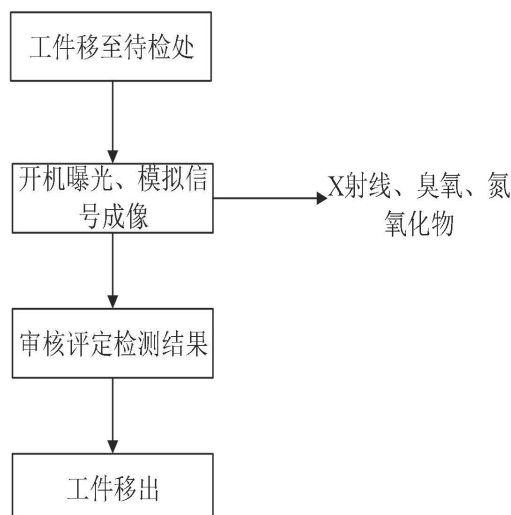 工件移至待检处
开机曝光、模拟信
号成像
X射线、臭氧、氮
氧化物
审核评定检测结果
工件移出